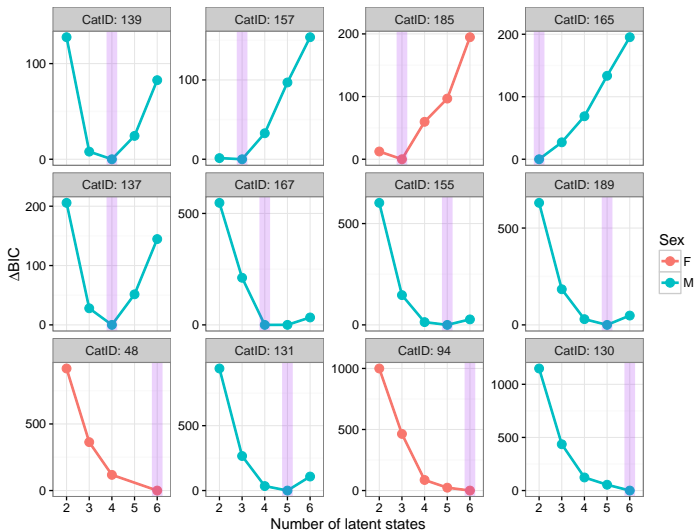 CatID: 139
CatID: 157
CatID: 185
CatID: 165
100
0
100
0
200
100
0
200
100
0
CatID: 137
CatID: 167
CatID: 155
CatID: 189
200
100
0
500
0
500
0
500
0
CatID: 48
CatID: 131
CatID: 94
CatID: 130
500
0
500
0
1000
500
0
1000
500
0
2 3 4 5 6
2 3 4 5 6
2 3 4 5 6
2 3 4 5 6
Number of latent states
ΔBIC
Sex
F
M